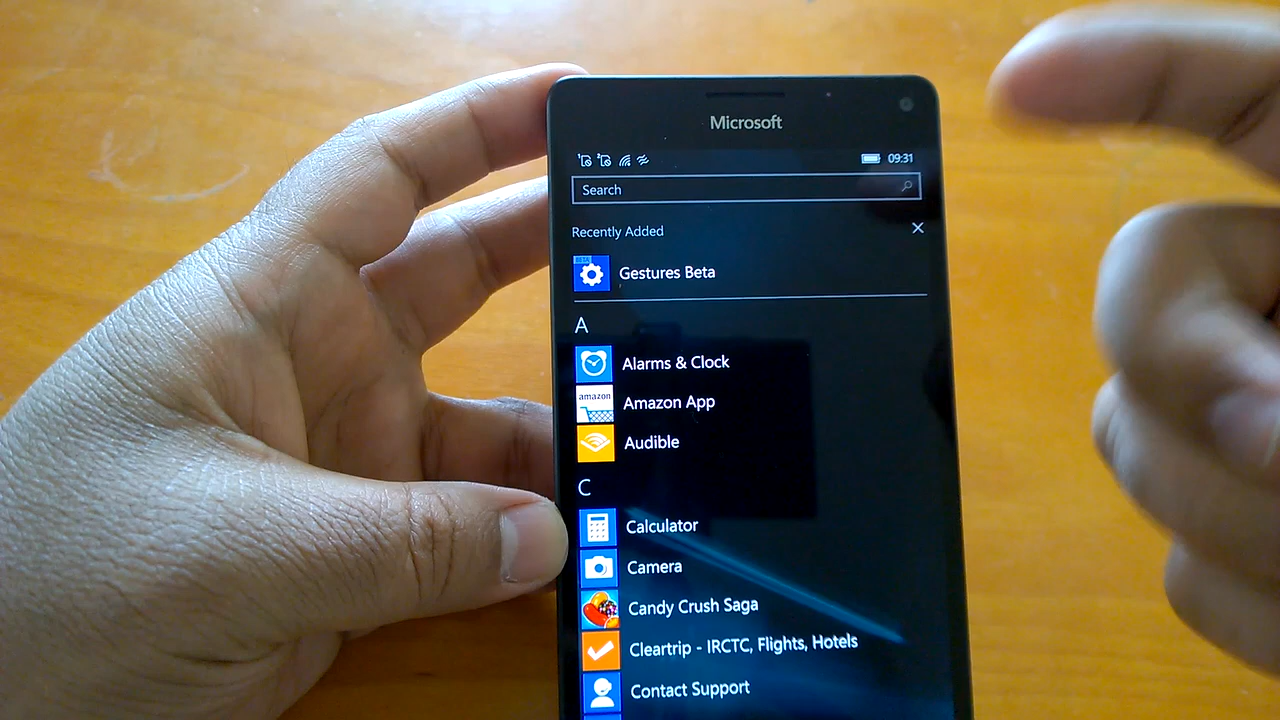 Microsoft
09:31
Search
Recently Added
BETA
Gestures Beta
A
Alarms & Clock
amazon
Amazon App
Audible
C
Calculator
Camera
Candy Crush Saga
Cleartrip - IRCTC, Flights, Hotels
Contact Support